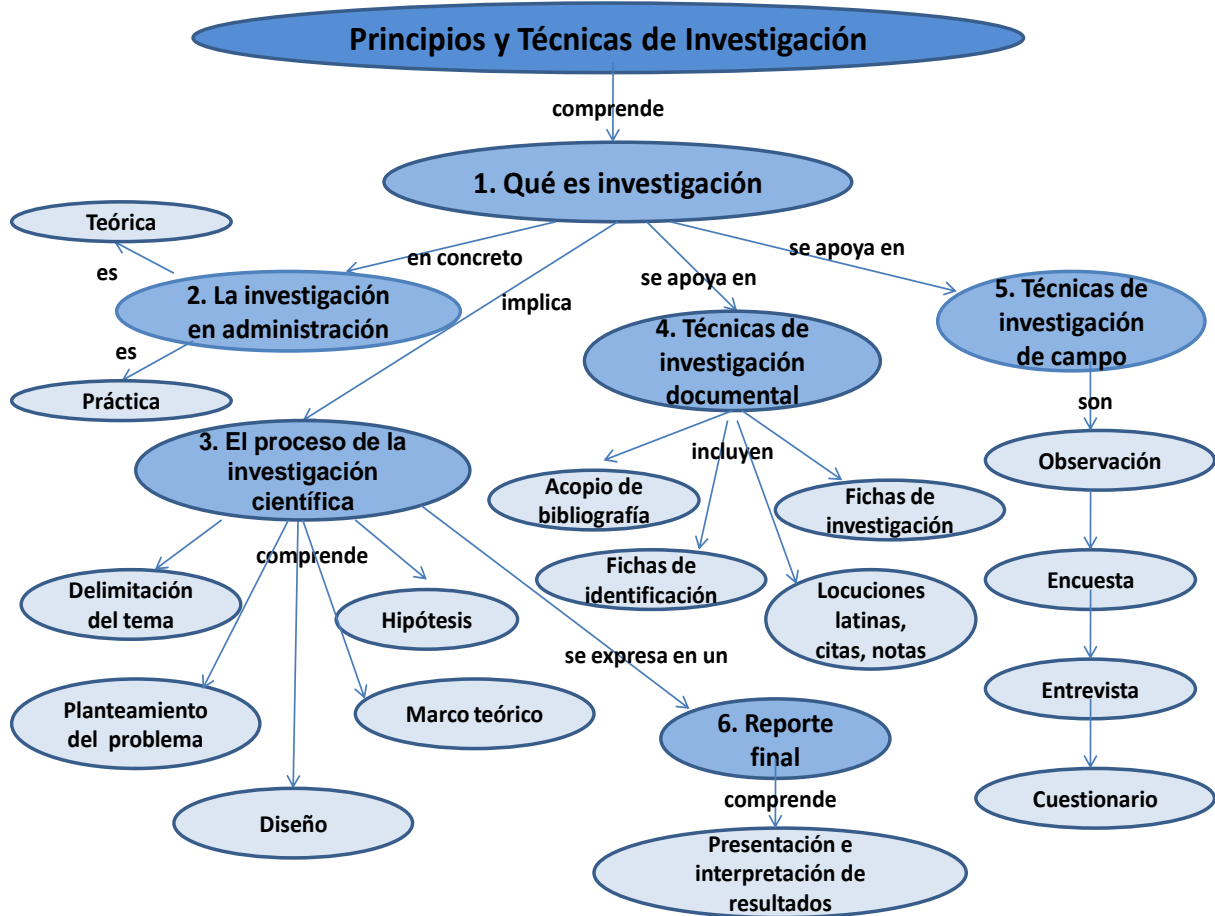 Principios y Técnicas de Investigación
comprende
1. Qué es investigación
Teórica
es
en concreto
implica
se apoya en
se apoya en
2. La investigación
en administración
es
Práctica
4. Técnicas de
investigación
documental
5. Técnicas de
investigación
de campo
son
3. El proceso de la
investigación
científica
incluyen
Acopio de
bibliografía
Fichas de
investigación
Observación
comprende
Delimitación
del tema
Hipótesis
Fichas de
identificación
Locuciones
latinas,
citas, notas
Encuesta
se expresa en un
Planteamiento
del problema
Marco teórico
6. Reporte
final
Entrevista
Diseño
comprende
Cuestionario
Presentación e
interpretación de
resultados